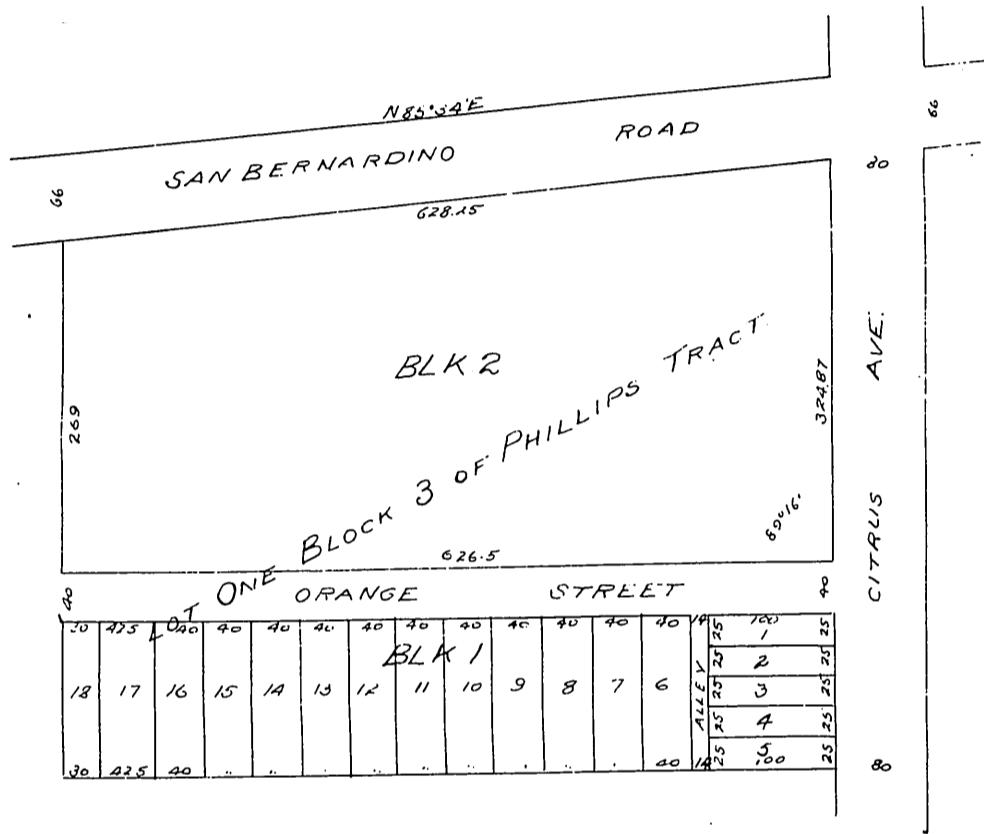 N 85°54'E
SAN BERNARDINO ROAD
66
66
80
628.25
BLK 2
269
324.87
LOT ONE BLOCK 3 OF PHILLIPS TRACT
CITRUS AVE.
89°16'
626.5
40
ORANGE STREET
40
30 42.5 40 40 40 40 40 40 40 40 40 40 40 14 100
BLK 1
18 17 16 15 14 13 12 11 10 9 8 7 6
ALLEY
25 1 25
25 2 25
25 3 25
25 4 25
25 5 25
30 425 40 .. .. .. .. .. .. . .. . 40 14 100
80